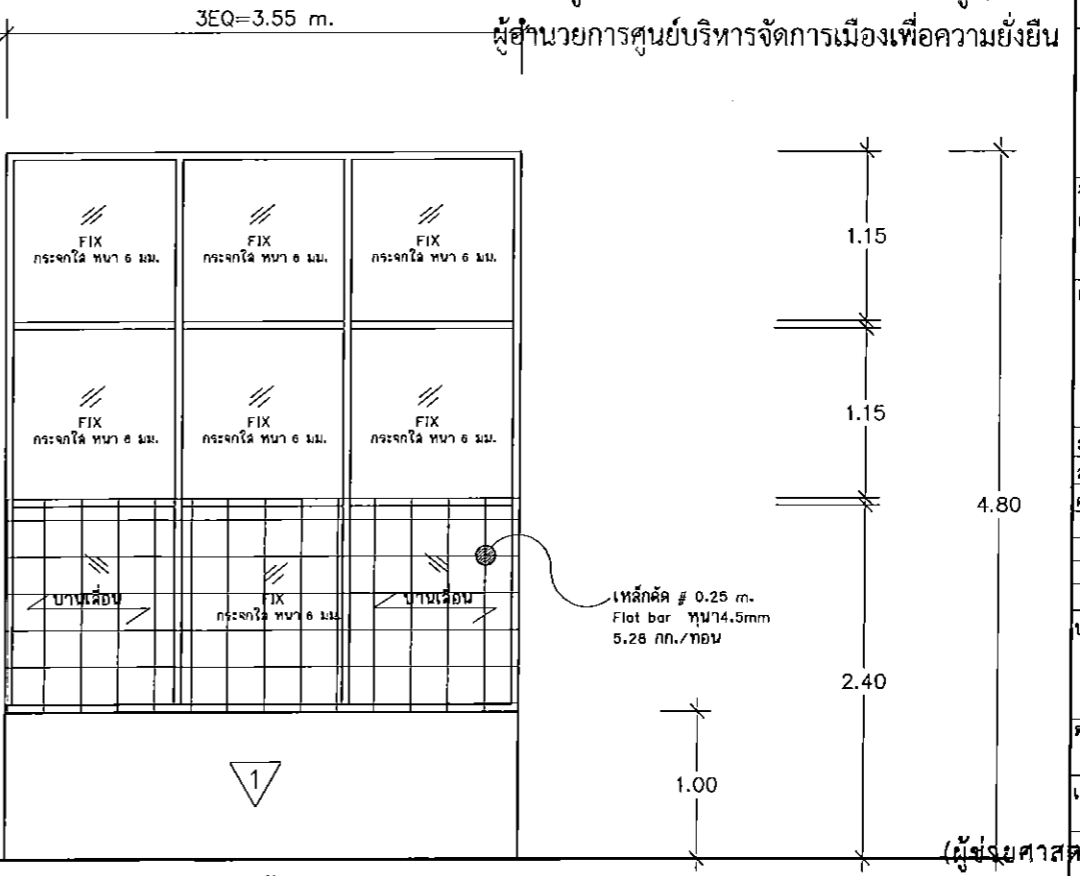 3EQ=3.55 m.
ผู้อำนวยการศูนย์บริหารจัดการเมืองเพื่อความยั่งยืน
FIX
กระจกใส หนา 6 มม.
FIX
กระจกใส หนา 6 มม.
FIX
กระจกใส หนา 6 มม.
1.15
FIX
กระจกใส หนา 6 มม.
FIX
กระจกใส หนา 6 มม.
FIX
กระจกใส หนา 6 มม.
1.15
4.80
บานเลื่อน
FIX
กระจกใส หนา 6 มม.
บานเลื่อน
เหล็กดัด # 0.25 m.
Flat bar หนา4.5mm
5.28 กก./ท่อน
2.40
1
1.00
(ผู้ช่วยศาสต